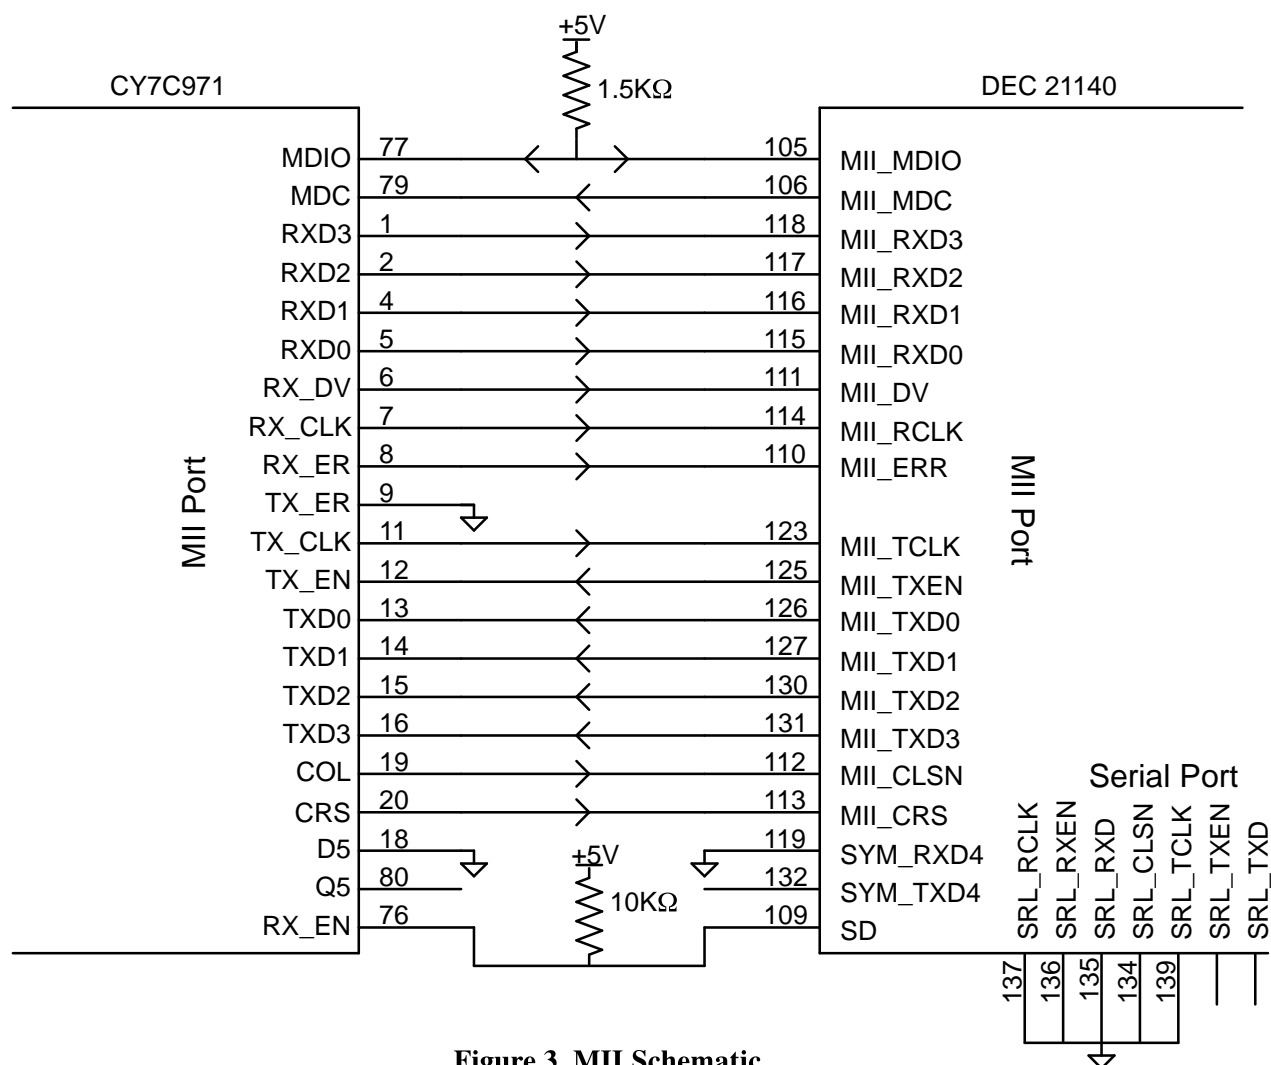 +5V
1.5KΩ
CY7C971
DEC 21140
MDIO 77 105 MII_MDIO
MDC 79 106 MII_MDC
RXD3 1 118 MII_RXD3
RXD2 2 117 MII_RXD2
RXD1 4 116 MII_RXD1
RXD0 5 115 MII_RXD0
RX_DV 6 111 MII_DV
RX_CLK 7 114 MII_RCLK
RX_ER 8 110 MII_ERR
TX_ER 9
TX_CLK 11 123 MII_TCLK
TX_EN 12 125 MII_TXEN
TXD0 13 126 MII_TXD0
TXD1 14 127 MII_TXD1
TXD2 15 130 MII_TXD2
TXD3 16 131 MII_TXD3
COL 19 112 MII_CLSN
CRS 20 113 MII_CRS
D5 18 119 SYM_RXD4
Q5 80 132 SYM_TXD4
RX_EN 76 109 SD
MII Port
MII Port
+5V
10KΩ
Serial Port
SRL_RCLK
SRL_RXEN
SRL_RXD
SRL_CLSN
SRL_TCLK
SRL_TXEN
SRL_TXD
137
136
135
134
139
Figure 3. MII Schematic